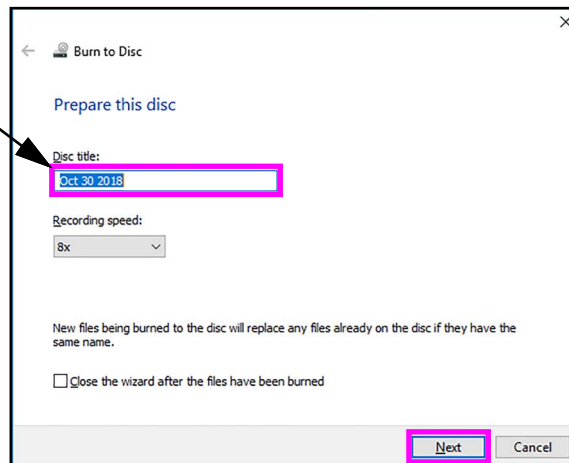 Burn to Disc
Prepare this disc
Disc title:
Oct 30 2018
Recording speed:
8x
New files being burned to the disc will replace any files already on the disc if they have the
same name.
Close the wizard after the files have been burned
Next Cancel